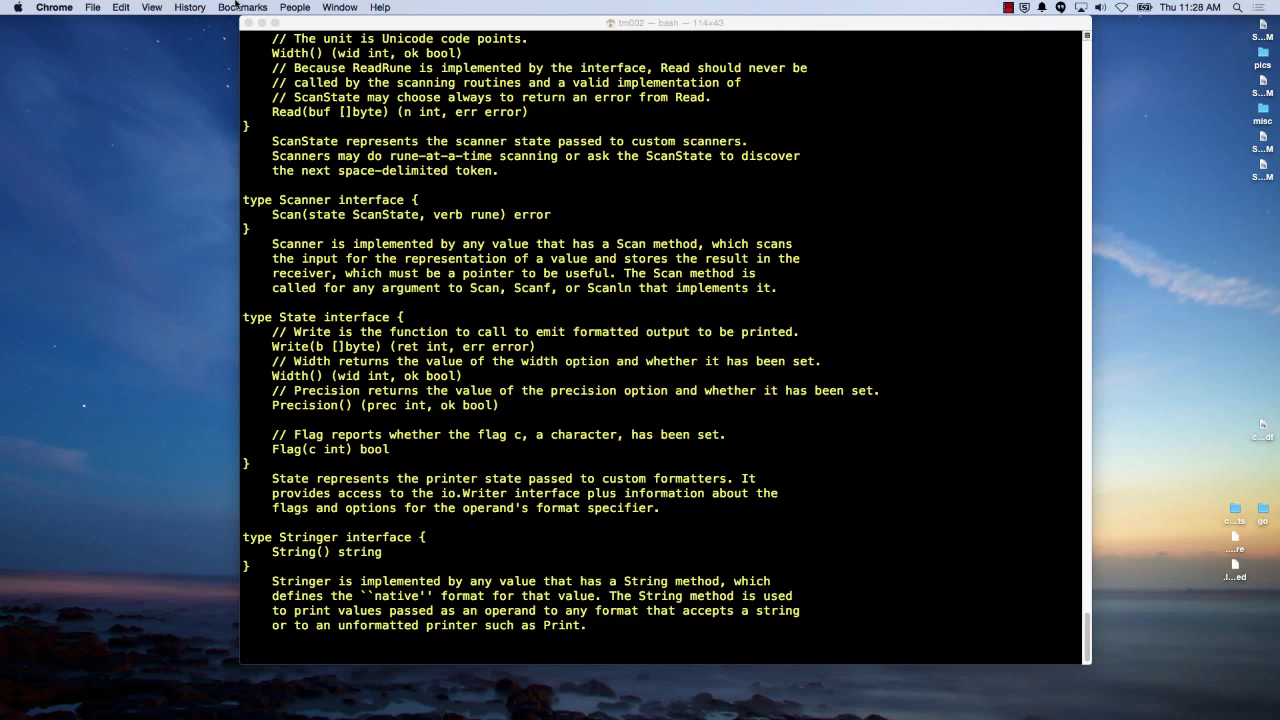 Chrome File Edit View History Bookmarks People Window Help
Thu 11:28 AM
tm002 — bash — 114×43
// The unit is Unicode code points.
Width() (wid int, ok bool)
// Because ReadRune is implemented by the interface, Read should never be
// called by the scanning routines and a valid implementation of
// ScanState may choose always to return an error from Read.
Read(buf []byte) (n int, err error)
}
ScanState represents the scanner state passed to custom scanners.
Scanners may do rune-at-a-time scanning or ask the ScanState to discover
the next space-delimited token.
type Scanner interface {
Scan(state ScanState, verb rune) error
}
Scanner is implemented by any value that has a Scan method, which scans
the input for the representation of a value and stores the result in the
receiver, which must be a pointer to be useful. The Scan method is
called for any argument to Scan, Scanf, or Scanln that implements it.
type State interface {
// Write is the function to call to emit formatted output to be printed.
Write(b []byte) (ret int, err error)
// Width returns the value of the width option and whether it has been set.
Width() (wid int, ok bool)
// Precision returns the value of the precision option and whether it has been set.
Precision() (prec int, ok bool)
// Flag reports whether the flag c, a character, has been set.
Flag(c int) bool
}
State represents the printer state passed to custom formatters. It
provides access to the io.Writer interface plus information about the
flags and options for the operand's format specifier.
type Stringer interface {
String() string
}
Stringer is implemented by any value that has a String method, which
defines the ``native'' format for that value. The String method is used
to print values passed as an operand to any format that accepts a string
or to an unformatted printer such as Print.
S...M
pics
S...M
misc
S...M
S...M
c...df
c...ts go
....re
.l...ed